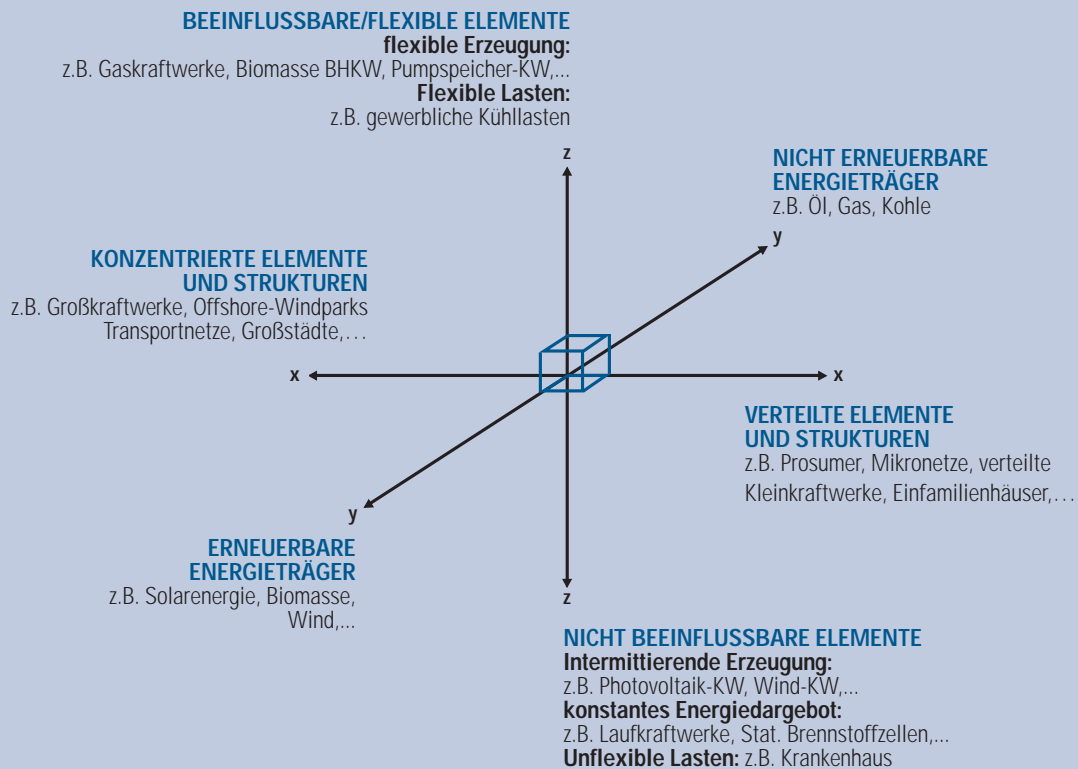 BEEINFLUSSBARE/FLEXIBLE ELEMENTE
flexible Erzeugung:
z.B. Gaskraftwerke, Biomasse BHKW, Pumpspeicher-KW,...
Flexible Lasten:
z.B. gewerbliche Kühllasten
z
NICHT ERNEUERBARE
ENERGIETRÄGER
z.B. Öl, Gas, Kohle
y
KONZENTRIERTE ELEMENTE
UND STRUKTUREN
z.B. Großkraftwerke, Offshore-Windparks
Transportnetze, Großstädte,...
x
x
VERTEILTE ELEMENTE
UND STRUKTUREN
z.B. Prosumer, Mikronetze, verteilte
Kleinkraftwerke, Einfamilienhäuser,...
y
ERNEUERBARE
ENERGIETRÄGER
z.B. Solarenergie, Biomasse,
Wind,...
z
NICHT BEEINFLUSSBARE ELEMENTE
Intermittierende Erzeugung:
z.B. Photovoltaik-KW, Wind-KW,...
konstantes Energiedargebot:
z.B. Laufkraftwerke, Stat. Brennstoffzellen,...
Unflexible Lasten: z.B. Krankenhaus